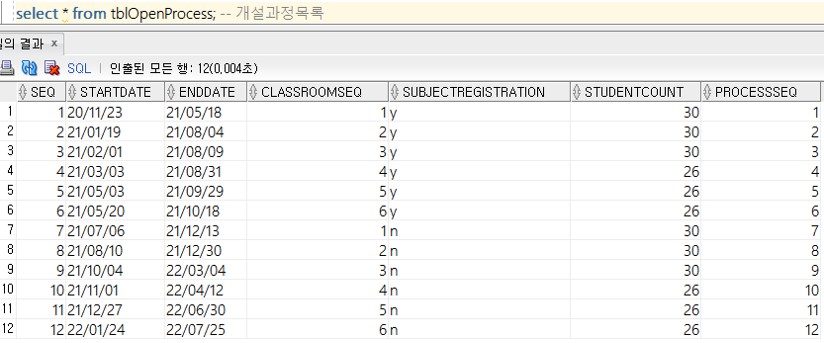 select * from tblOpenProcess; -- 개설과정목록
의 결과 x
SQL | 인출된 모든 행: 12(0,004초)
SEQ STARTDATE ENDDATE CLASSROOMSEQ SUBJECTREGISTRATION STUDENTCOUNT PROCESSSEQ
1 1 20/11/23 21/05/18 1 y 30 1
2 2 21/01/19 21/08/04 2 y 30 2
3 3 21/02/01 21/08/09 3 y 30 3
4 4 21/03/03 21/08/31 4 y 26 4
5 5 21/05/03 21/09/29 5 y 26 5
6 6 21/05/20 21/10/18 6 y 26 6
7 7 21/07/06 21/12/13 1 n 30 7
8 8 21/08/10 21/12/30 2 n 30 8
9 9 21/10/04 22/03/04 3 n 30 9
10 10 21/11/01 22/04/12 4 n 26 10
11 11 21/12/27 22/06/30 5 n 26 11
12 12 22/01/24 22/07/25 6 n 26 12